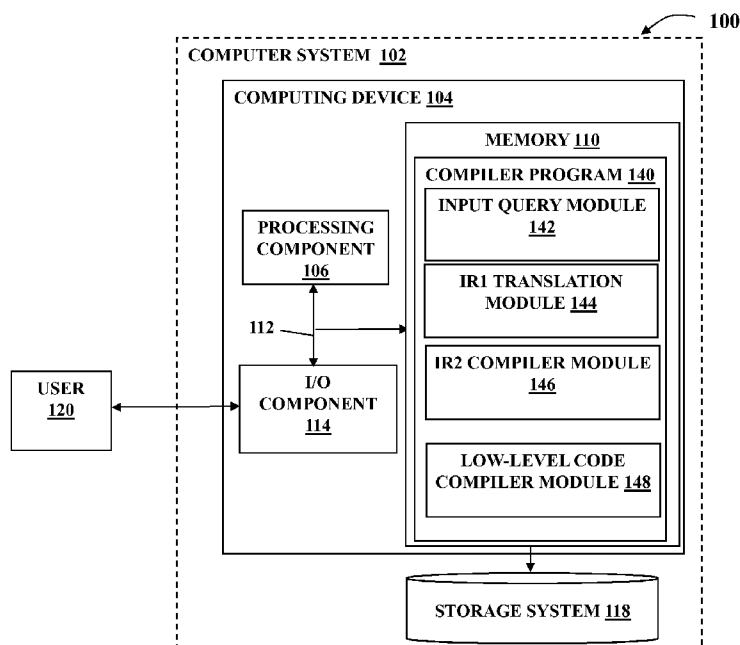 100
COMPUTER SYSTEM 102
COMPUTING DEVICE 104
MEMORY 110
COMPILER PROGRAM 140
INPUT QUERY MODULE
142
IR1 TRANSLATION
MODULE 144
IR2 COMPILER MODULE
146
LOW-LEVEL CODE
COMPILER MODULE 148
PROCESSING
COMPONENT
106
112
I/O
COMPONENT
114
USER
120
STORAGE SYSTEM 118